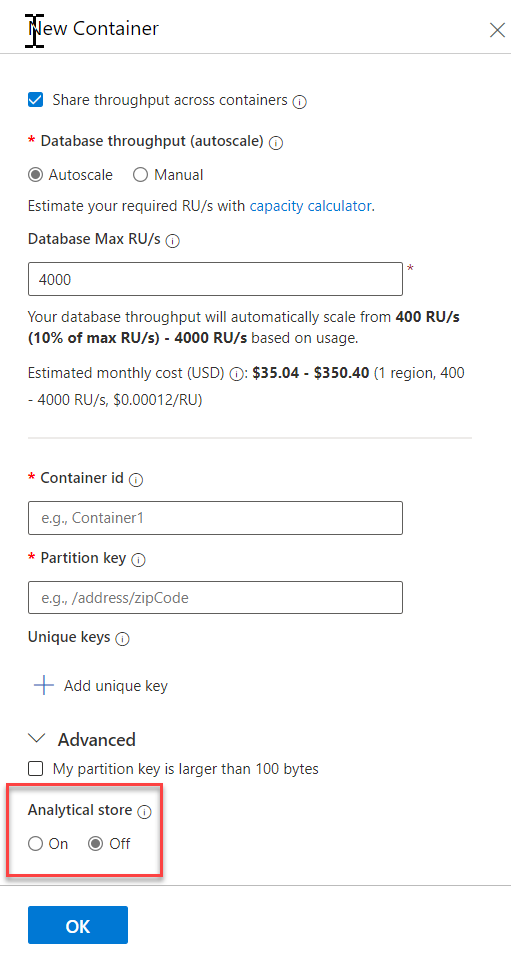 New Container
Share throughput across containers
* Database throughput (autoscale)
Autoscale Manual
Estimate your required RU/s with capacity calculator.
Database Max RU/s
4000 *
Your database throughput will automatically scale from 400 RU/s
(10% of max RU/s) - 4000 RU/s based on usage.
Estimated monthly cost (USD) : $35.04 - $350.40 (1 region, 400
- 4000 RU/s, $0.00012/RU)
* Container id
e.g., Container1
* Partition key
e.g., /address/zipCode
Unique keys
Add unique key
Advanced
My partition key is larger than 100 bytes
Analytical store
On Off
OK